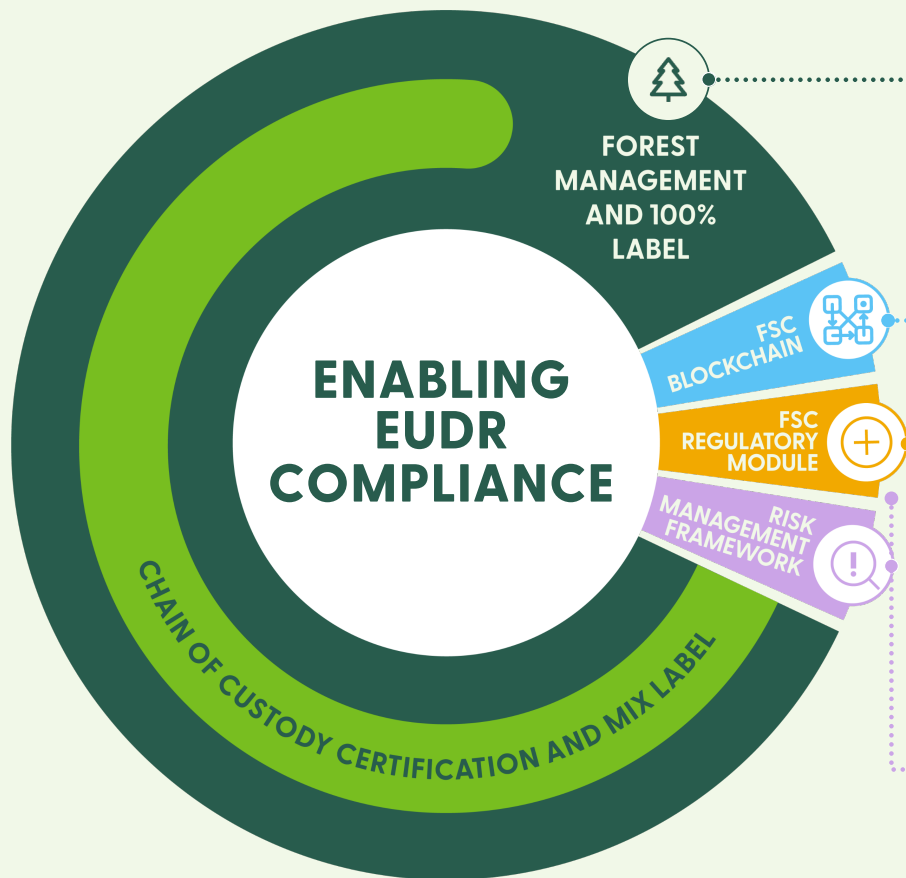 FOREST
MANAGEMENT
AND 100%
LABEL
FSC
BLOCKCHAIN
FSC
REGULATORY
MODULE
RISK
MANAGEMENT
FRAMEWORK
ENABLING
EUDR
COMPLIANCE
CHAIN OF CUSTODY CERTIFICATION AND MIX LABEL